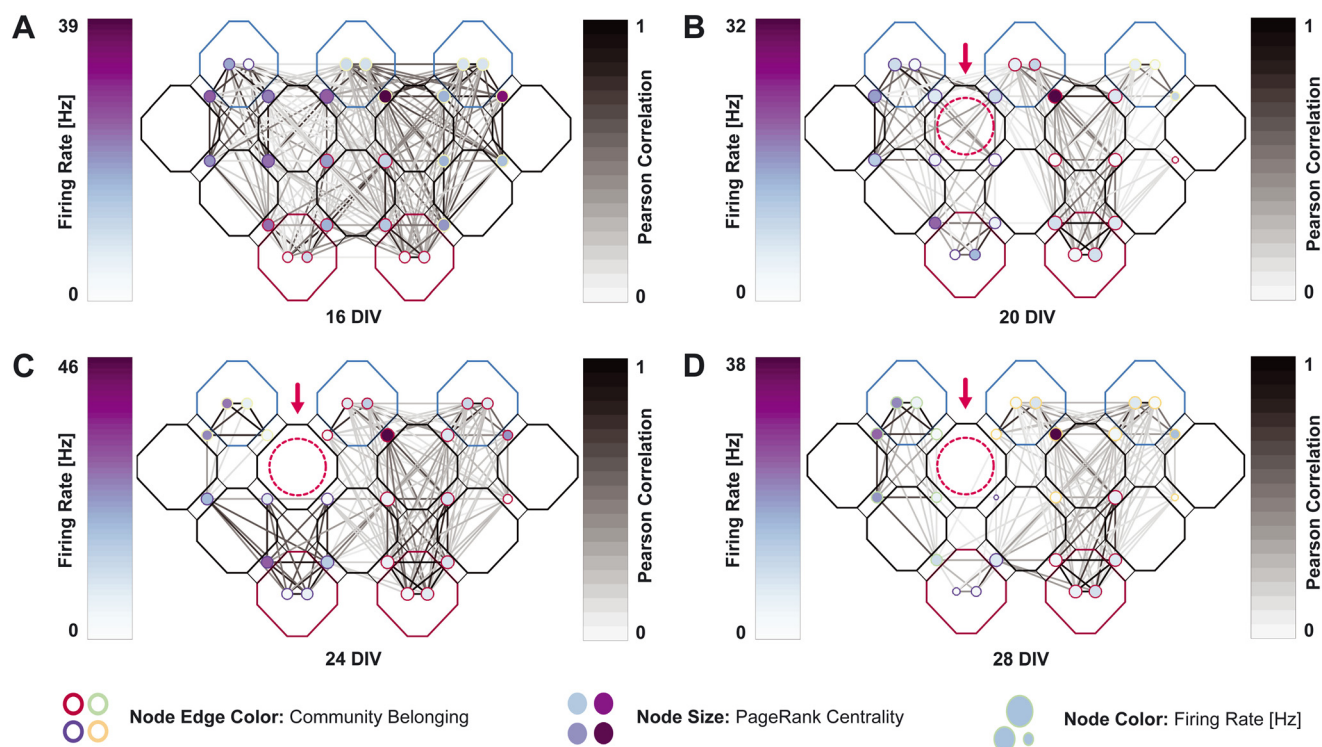 A
39
Firing Rate [Hz]
0
1
Pearson Correlation
0
16 DIV
B
32
Firing Rate [Hz]
0
1
Pearson Correlation
0
20 DIV
C
46
Firing Rate [Hz]
0
1
Pearson Correlation
0
24 DIV
D
38
Firing Rate [Hz]
0
1
Pearson Correlation
0
28 DIV
Node Edge Color: Community Belonging
Node Size: PageRank Centrality
Node Color: Firing Rate [Hz]